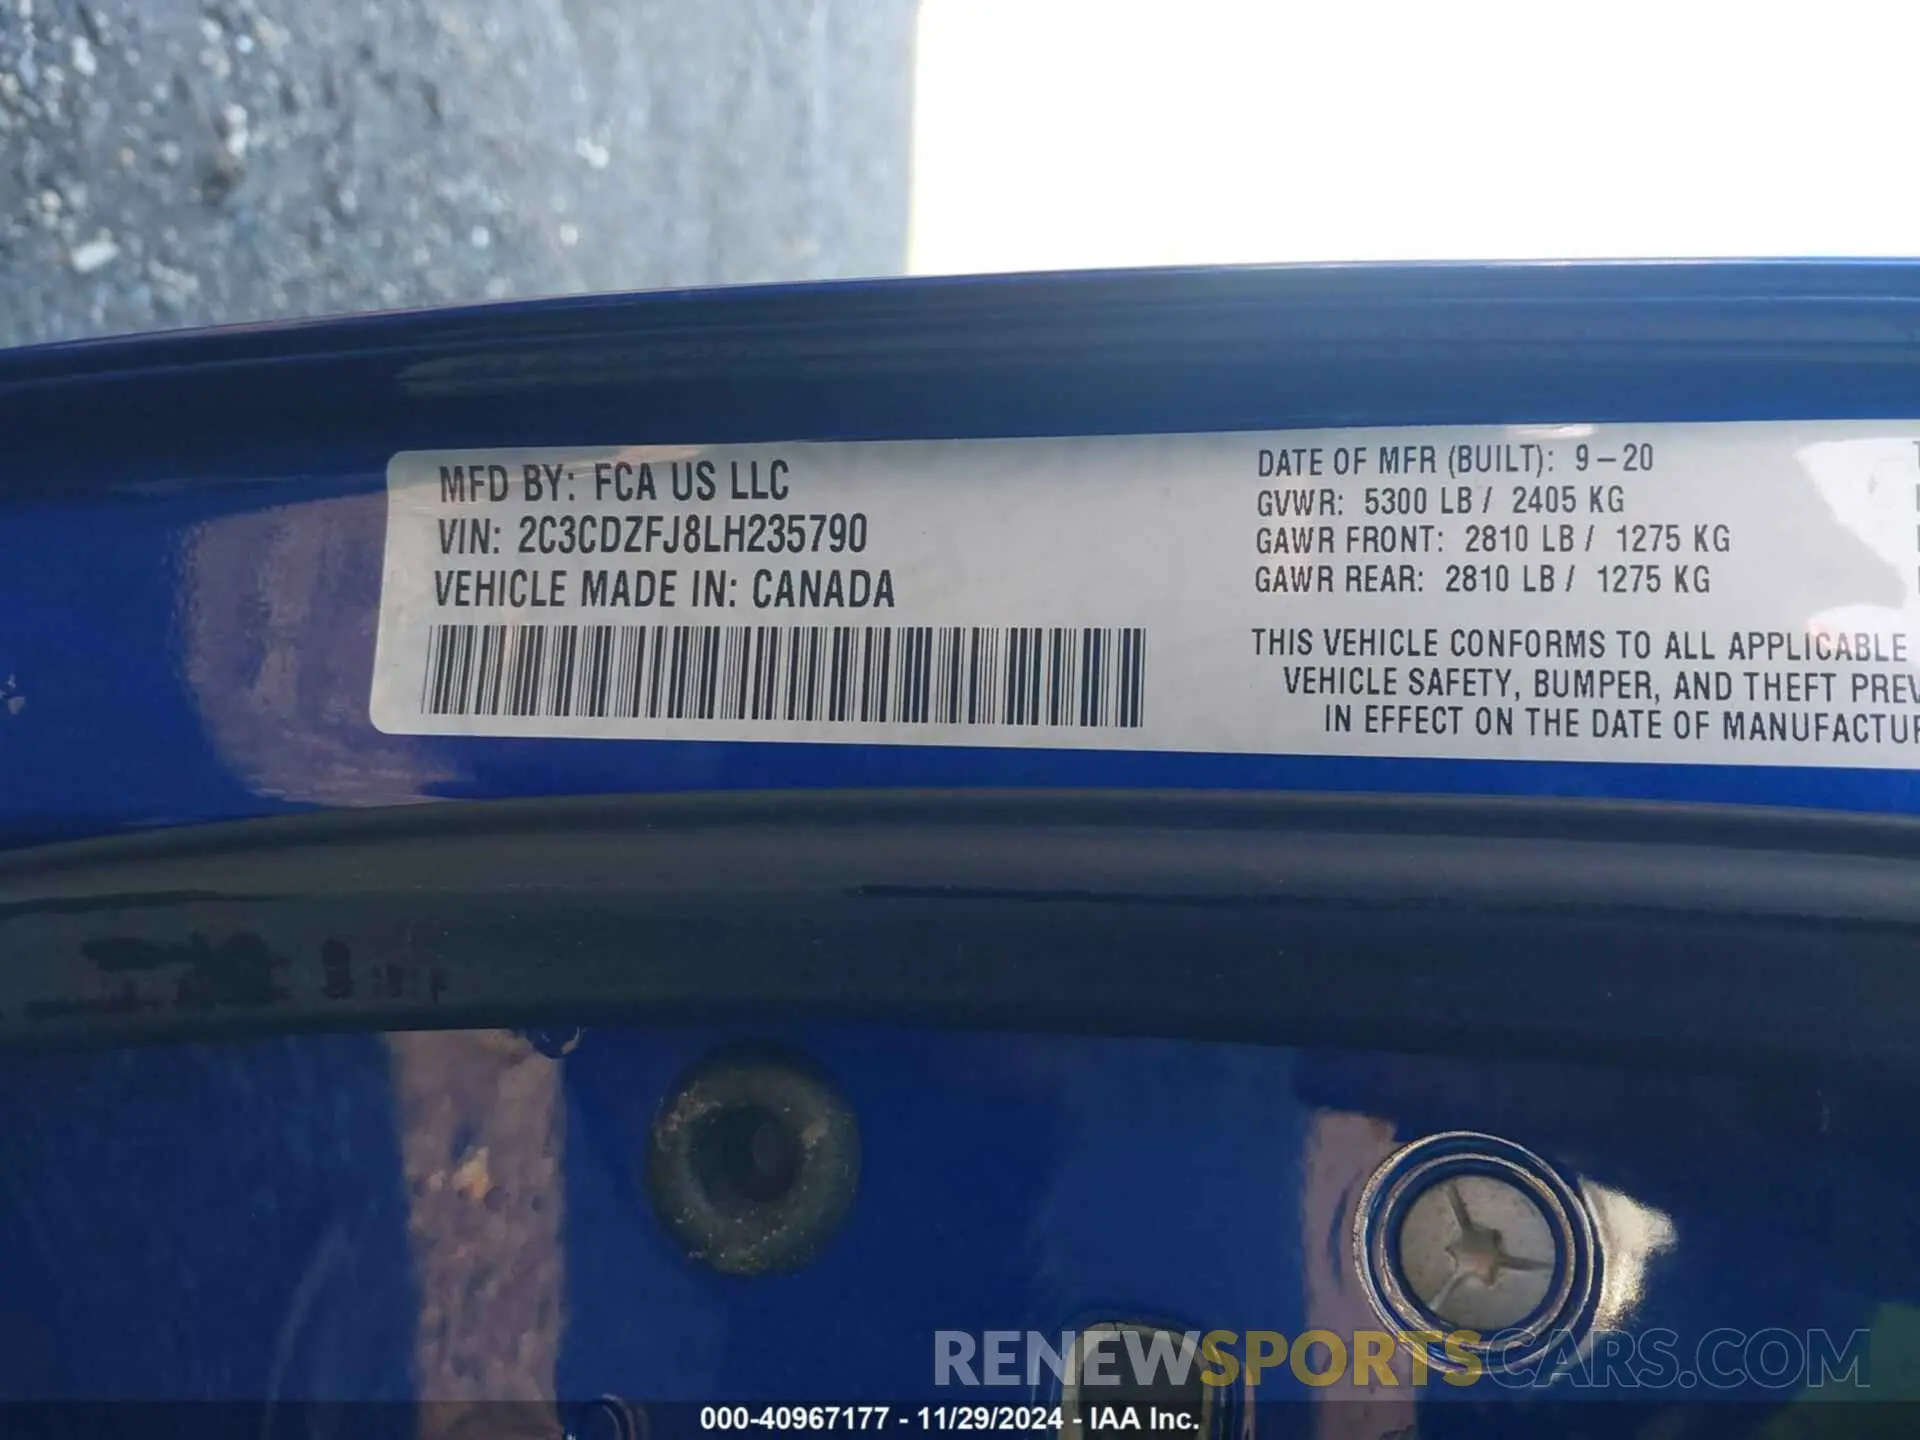 MFD BY: FCA US LLC
VIN: 2C3CDZFJ8LH235790
VEHICLE MADE IN: CANADA
DATE OF MFR (BUILT): 9-20
GVWR: 5300 LB / 2405 KG
GAWR FRONT: 2810 LB / 1275 KG
GAWR REAR: 2810 LB / 1275 KG
THIS VEHICLE CONFORMS TO ALL APPLICABLE
VEHICLE SAFETY, BUMPER, AND THEFT PREV
IN EFFECT ON THE DATE OF MANUFACTUR
RENEWSPORTSCARS.COM
000-40967177 - 11/29/2024 - IAA Inc.